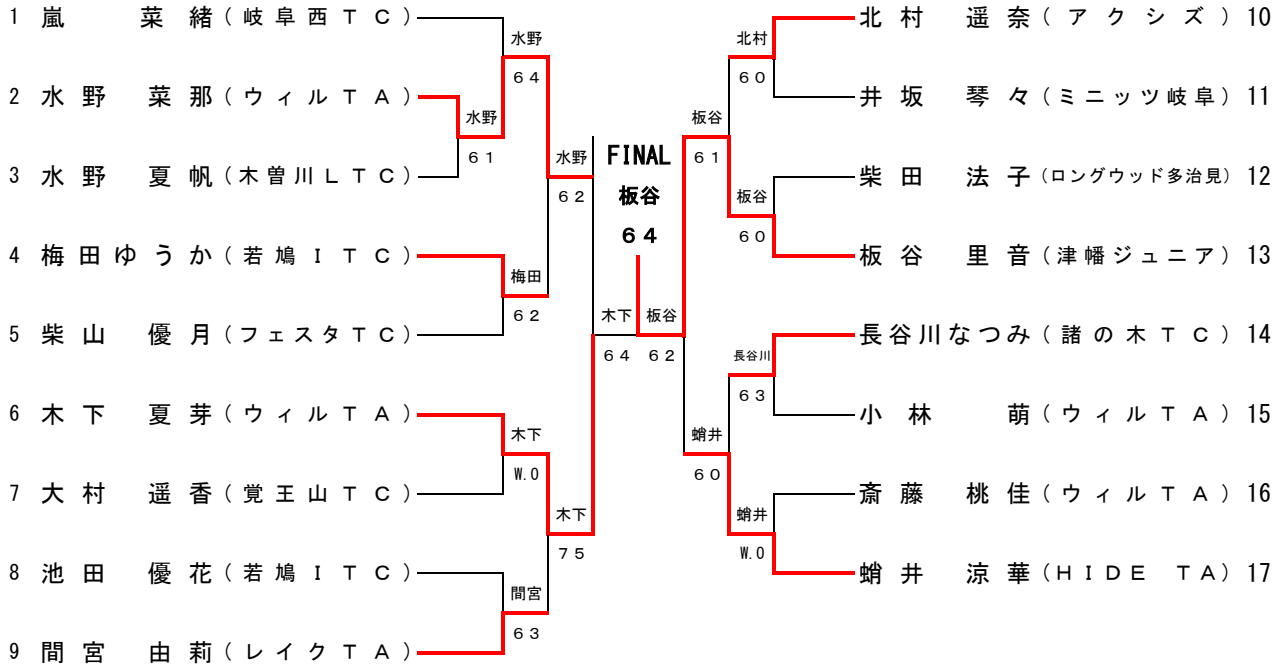 1 嵐 菜 緒 (岐阜西TC)
2 水 野 菜 那 (ウィルTA)
3 水 野 夏 帆 (木曽川LTC)
4 梅田ゆうか (若鳩ITC)
5 柴 山 優 月 (フェスタTC)
6 木 下 夏 芽 (ウィルTA)
7 大 村 遥 香 (覚王山TC)
8 池 田 優 花 (若鳩ITC)
9 間 宮 由 莉 (レイクTA)
水野
61
水野
64
梅田
62
木下
W.O
間宮
63
水野
62
木下
75
木下
64
FINAL
板谷
64
板谷
62
板谷
61
蛸井
60
北村
60
板谷
60
長谷川
63
蛸井
W.O
北 村 遥 奈 (アクシズ) 10
井 坂 琴 々 (ミニッツ岐阜) 11
柴 田 法 子 (ロングウッド多治見) 12
板 谷 里 音 (津幡ジュニア) 13
長谷川なつみ (諸の木TC) 14
小 林 萌 (ウィルTA) 15
斎 藤 桃 佳 (ウィルTA) 16
蛸 井 涼 華 (HIDE TA) 17